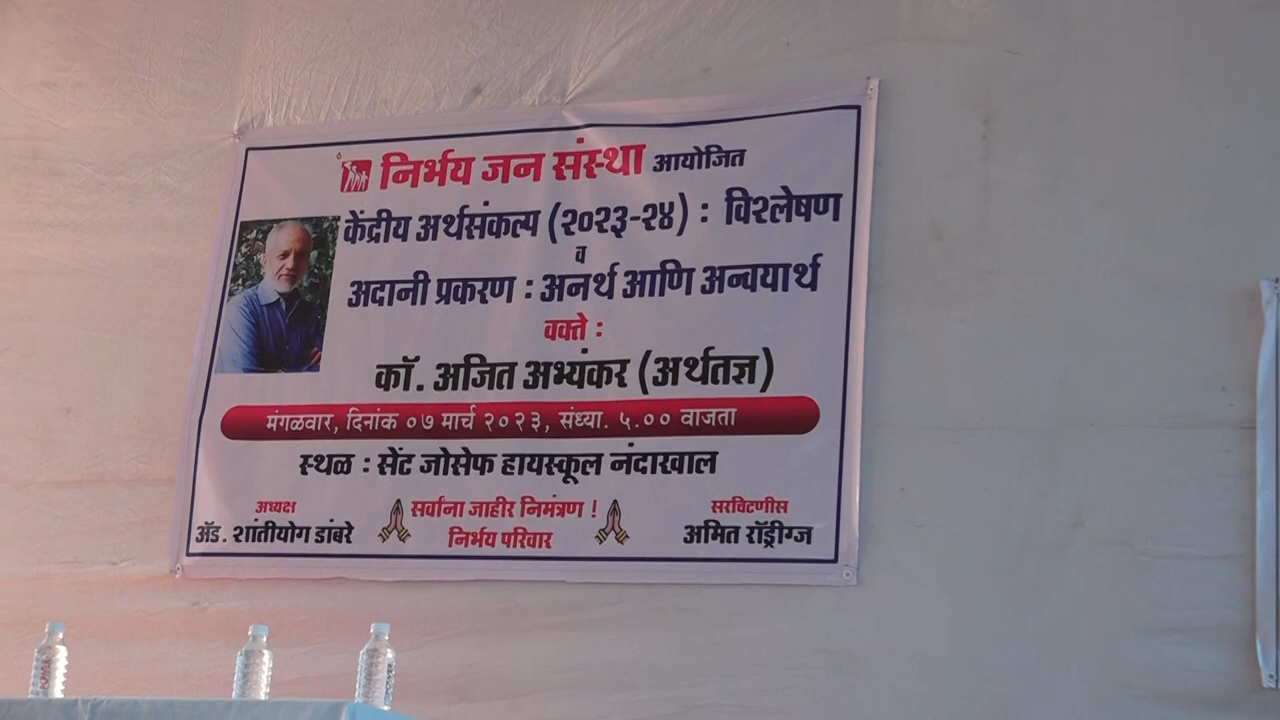 निर्भय जन संस्था आयोजित
केंद्रीय अर्थसंकल्प (२०२३-२४) : विश्लेषण
व
अदानी प्रकरण : अनर्थ आणि अन्वयार्थ
वक्ते :
कॉ. अजित अभ्यंकर (अर्थतज्ञ)
मंगळवार, दिनांक ०७ मार्च २०२३, संध्या. ५.०० वाजता
स्थळ : सेंट जोसेफ हायस्कूल नंदाखाल
अध्यक्ष
ॲड. शांतीयोग डांबरे
सर्वांना जाहीर निमंत्रण !
निर्भय परिवार
सरचिटणीस
अमित रॉड्रीग्ज